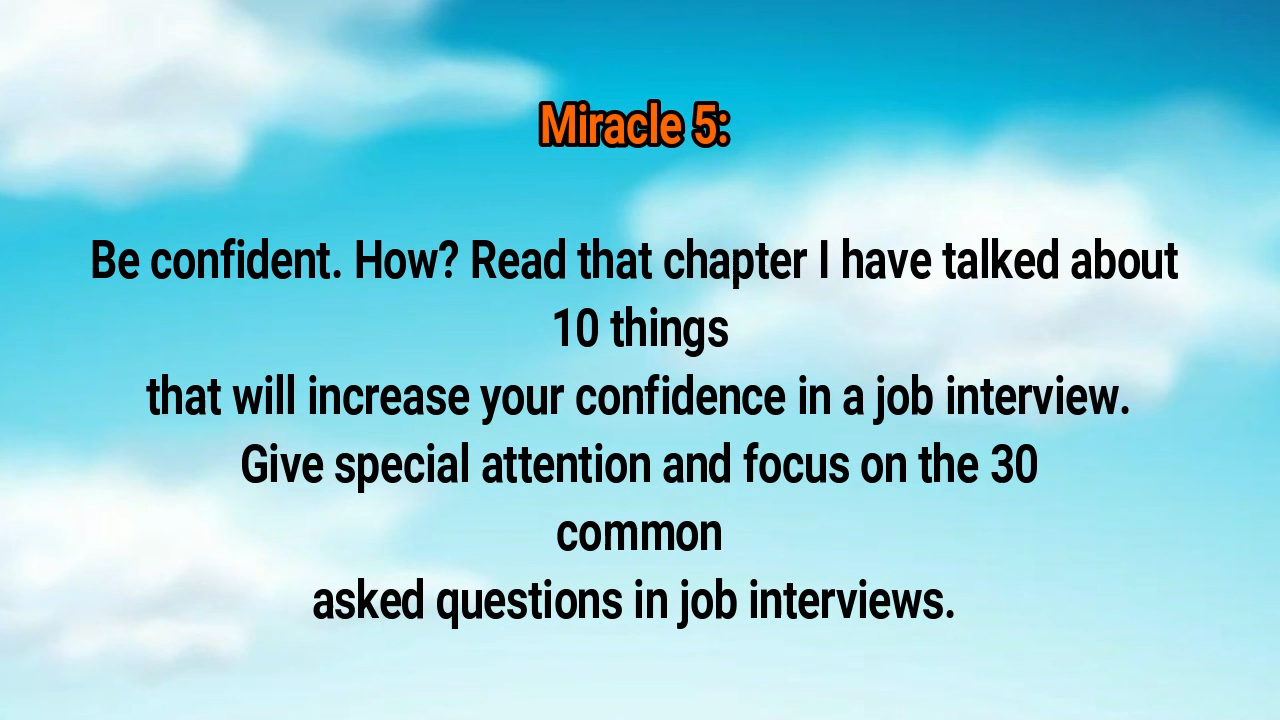 Miracle 5:
Be confident. How? Read that chapter I have talked about
10 things
that will increase your confidence in a job interview.
Give special attention and focus on the 30
common
asked questions in job interviews.